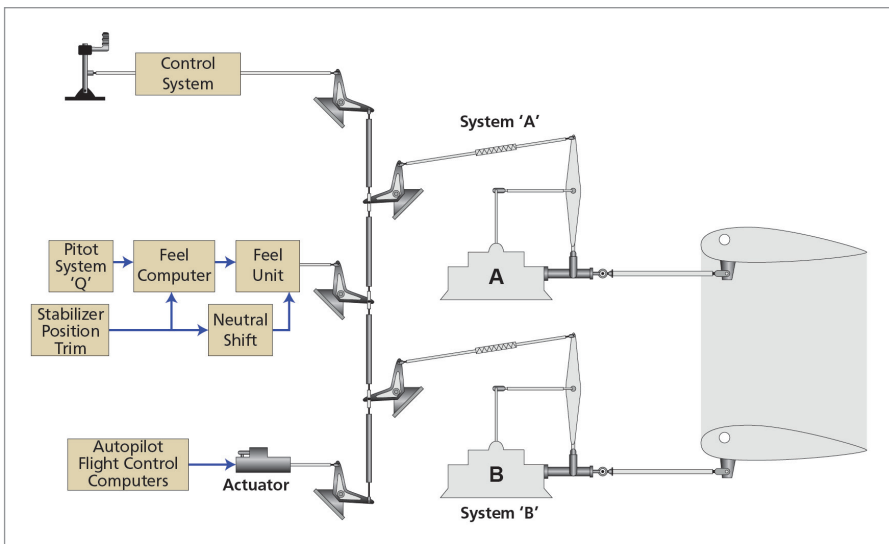 Control
System
System 'A'
A
Pitot
System
'Q'
Feel
Computer
Feel
Unit
Stabilizer
Position
Trim
Neutral
Shift
Autopilot
Flight Control
Computers
Actuator
B
System 'B'